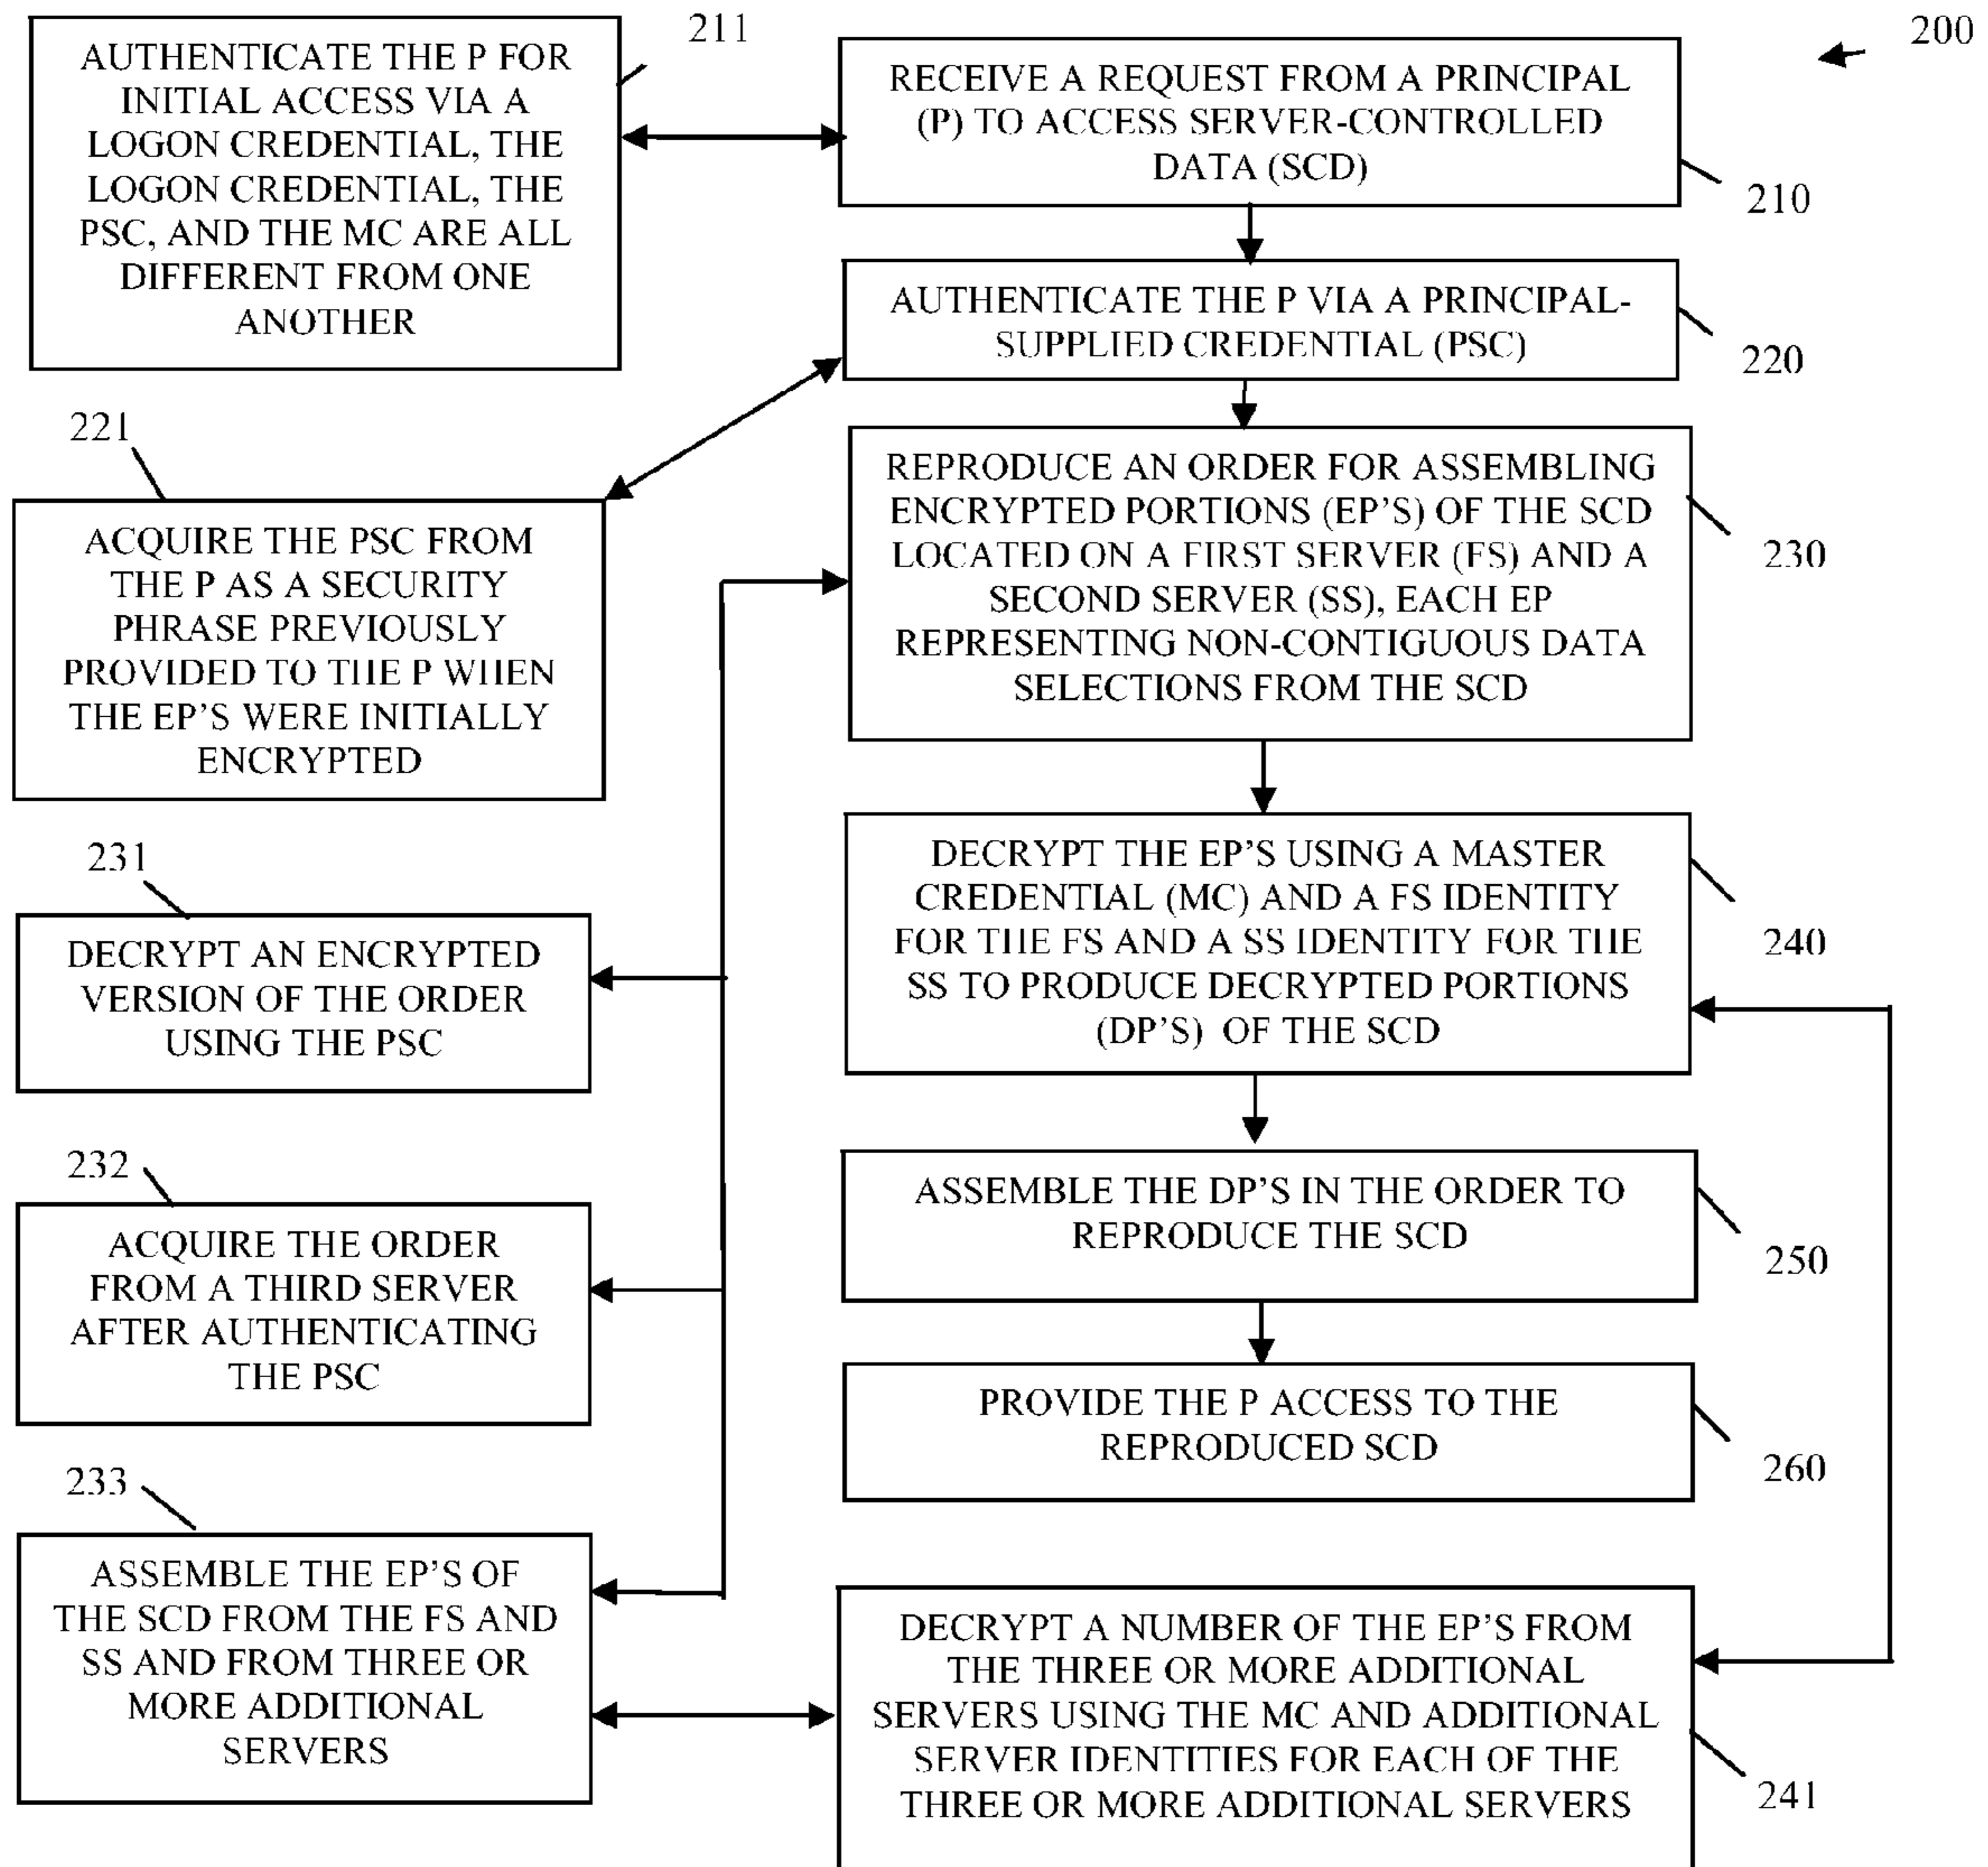 200
211
AUTHENTICATE THE P FOR
INITIAL ACCESS VIA A
LOGON CREDENTIAL, THE
LOGON CREDENTIAL, THE
PSC, AND THE MC ARE ALL
DIFFERENT FROM ONE
ANOTHER
RECEIVE A REQUEST FROM A PRINCIPAL
(P) TO ACCESS SERVER-CONTROLLED
DATA (SCD)
210
AUTHENTICATE THE P VIA A PRINCIPAL-
SUPPLIED CREDENTIAL (PSC)
220
221
ACQUIRE THE PSC FROM
THE P AS A SECURITY
PHRASE PREVIOUSLY
PROVIDED TO THE P WHEN
THE EP'S WERE INITIALLY
ENCRYPTED
REPRODUCE AN ORDER FOR ASSEMBLING
ENCRYPTED PORTIONS (EP'S) OF THE SCD
LOCATED ON A FIRST SERVER (FS) AND A
SECOND SERVER (SS), EACH EP
REPRESENTING NON-CONTIGUOUS DATA
SELECTIONS FROM THE SCD
230
231
DECRYPT AN ENCRYPTED
VERSION OF THE ORDER
USING THE PSC
DECRYPT THE EP'S USING A MASTER
CREDENTIAL (MC) AND A FS IDENTITY
FOR THE FS AND A SS IDENTITY FOR THE
SS TO PRODUCE DECRYPTED PORTIONS
(DP'S) OF THE SCD
240
232
ACQUIRE THE ORDER
FROM A THIRD SERVER
AFTER AUTHENTICATING
THE PSC
ASSEMBLE THE DP'S IN THE ORDER TO
REPRODUCE THE SCD
250
PROVIDE THE P ACCESS TO THE
REPRODUCED SCD
260
233
ASSEMBLE THE EP'S OF
THE SCD FROM THE FS AND
SS AND FROM THREE OR
MORE ADDITIONAL
SERVERS
DECRYPT A NUMBER OF THE EP'S FROM
THE THREE OR MORE ADDITIONAL
SERVERS USING THE MC AND ADDITIONAL
SERVER IDENTITIES FOR EACH OF THE
THREE OR MORE ADDITIONAL SERVERS
241